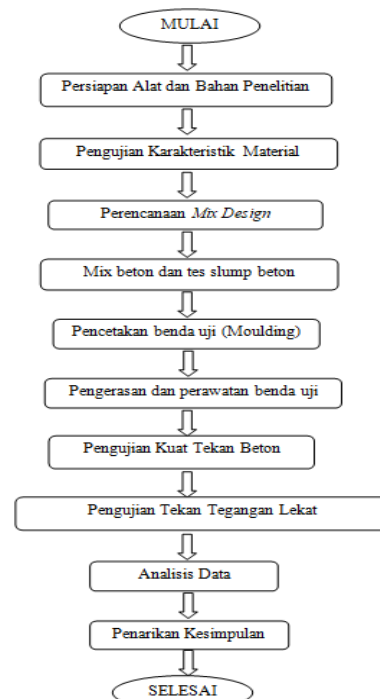 MULAI
Persiapan Alat dan Bahan Penelitian
Pengujian Karakteristik Material
Perencanaan Mix Design
Mix beton dan tes slump beton
Pencetakan benda uji (Moulding)
Pengerasan dan perawatan benda uji
Pengujian Kuat Tekan Beton
Pengujian Tekan Tegangan Lekat
Analisis Data
Penarikan Kesimpulan
SELESAI